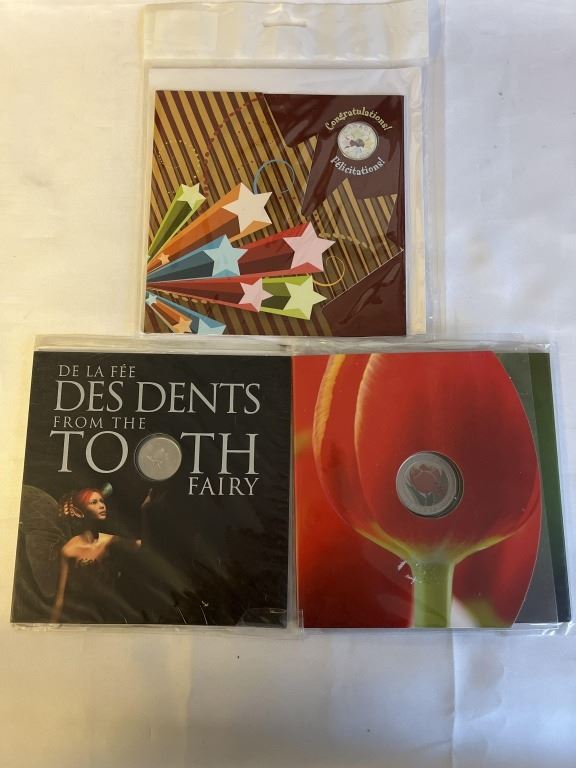 Congratulations!
Félicitations!
DE LA FÉE
DES DENTS
FROM THE
TOOTH
FAIRY